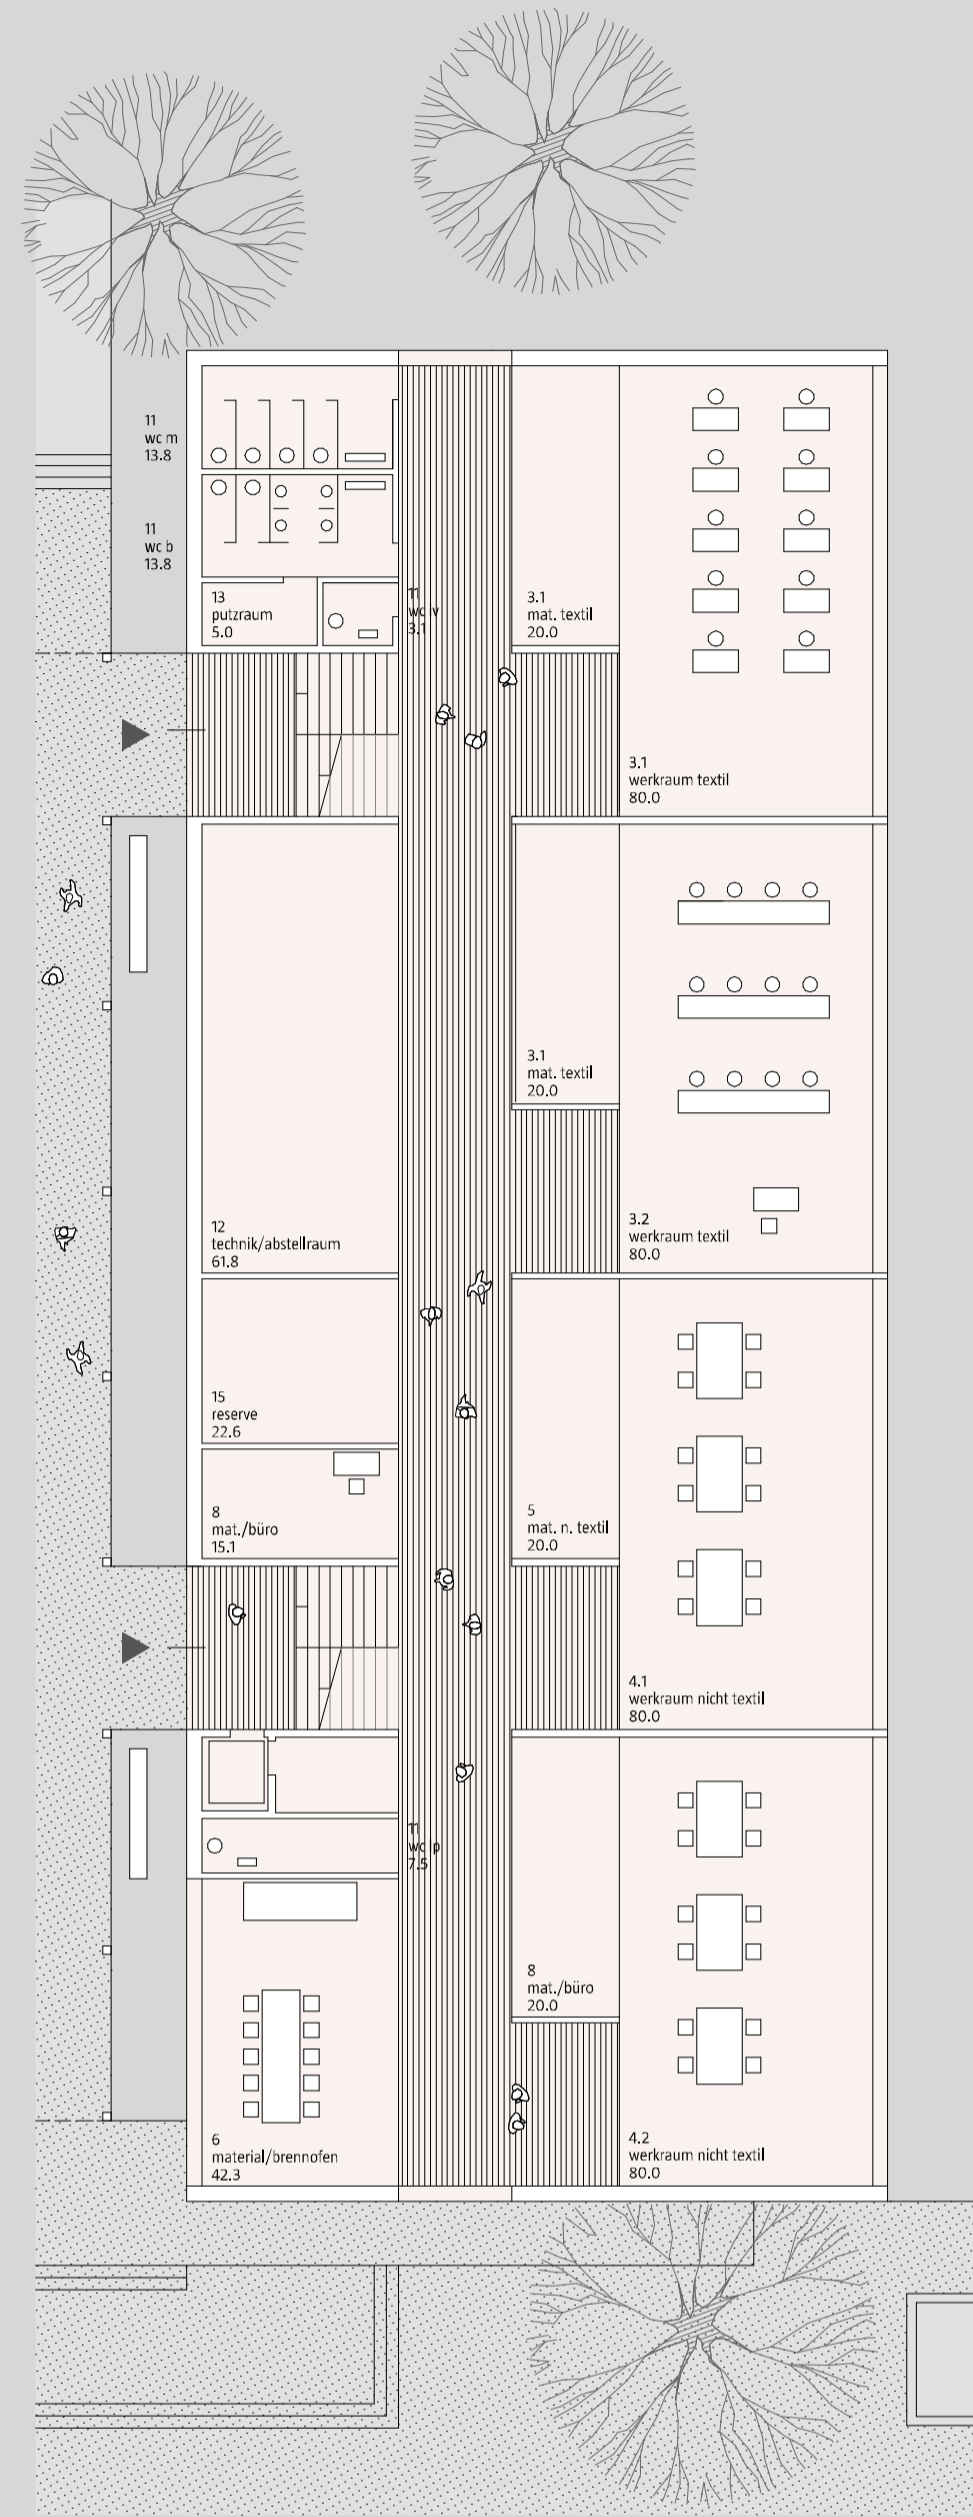 11
wc m
13.8
11
wc b
13.8
13
putzraum
5.0
11
wc v
3.1
3.1
mat. textil
20.0
3.1
werkraum textil
80.0
3.1
mat. textil
20.0
12
technik/abstellraum
61.8
3.2
werkraum textil
80.0
15
reserve
22.6
8
mat./büro
15.1
5
mat. n. textil
20.0
4.1
werkraum nicht textil
80.0
11
wc p
7.5
8
mat./büro
20.0
6
material/brennofen
42.3
4.2
werkraum nicht textil
80.0